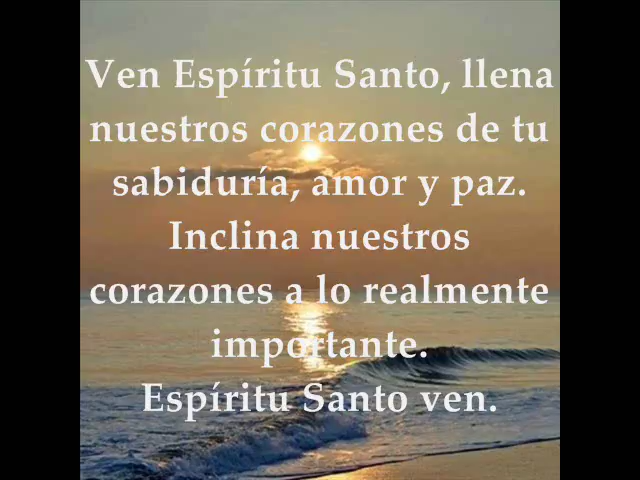 Ven Espíritu Santo, llena
nuestros corazones de tu
sabiduría, amor y paz.
Inclina nuestros
corazones a lo realmente
importante.
Espíritu Santo ven.